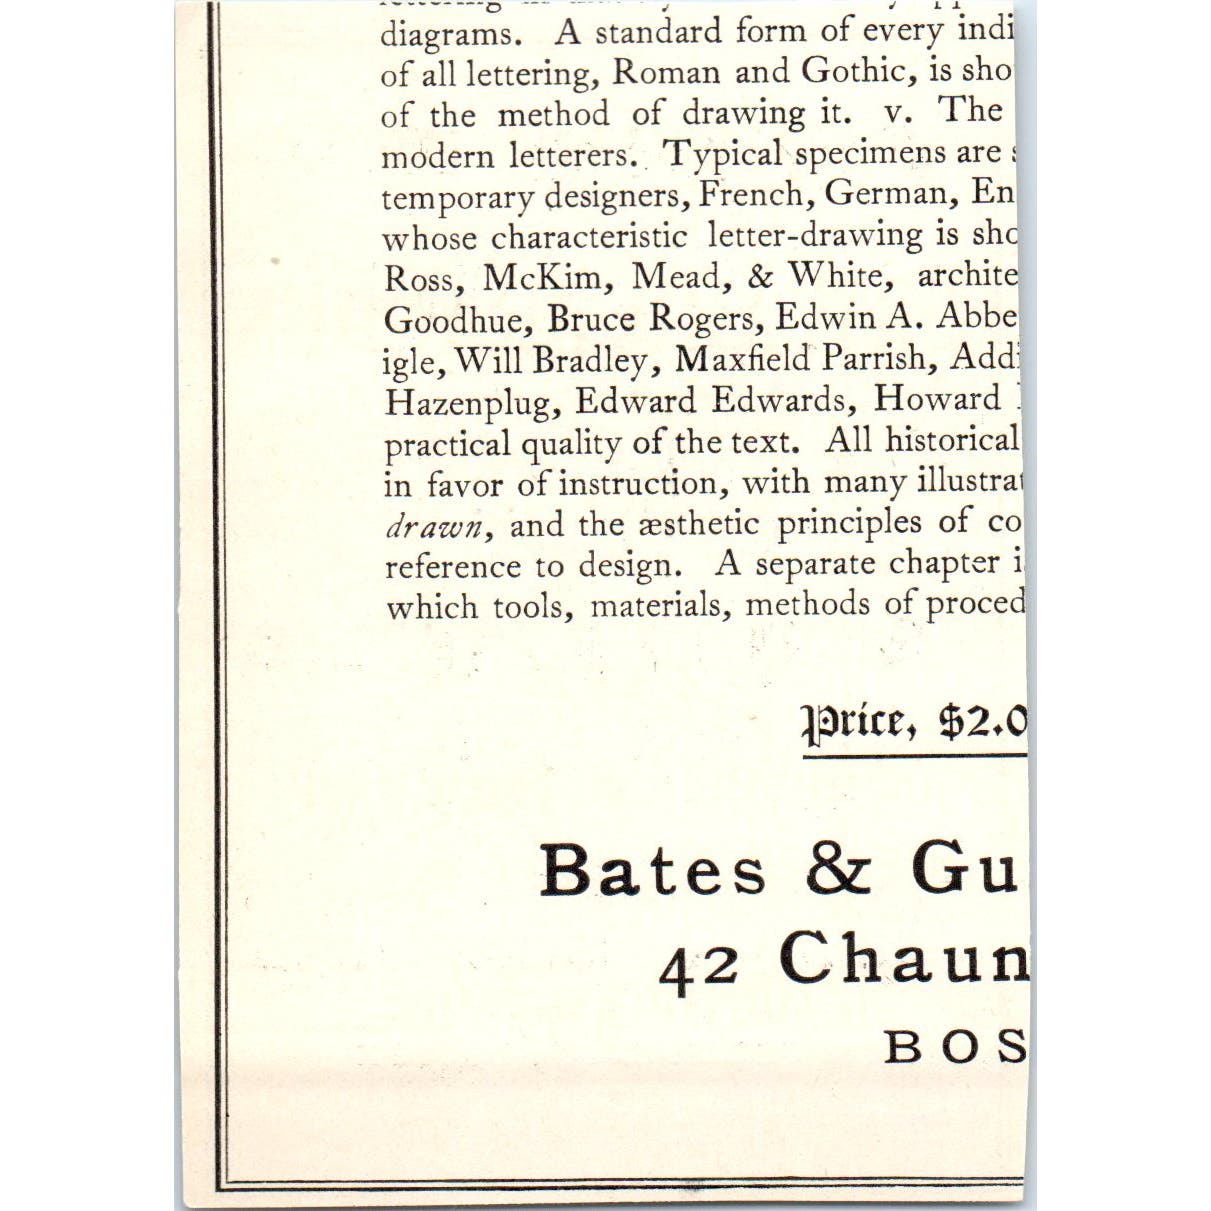 diagrams. A standard form of every indi
of all lettering, Roman and Gothic, is sho
of the method of drawing it. v. The
modern letterers. Typical specimens are
temporary designers, French, German, En
whose characteristic letter-drawing is sho
Ross, McKim, Mead, & White, archite
Goodhue, Bruce Rogers, Edwin A. Abbe
igle, Will Bradley, Maxfield Parrish, Addi
Hazenplug, Edward Edwards, Howard
practical quality of the text. All historical
in favor of instruction, with many illustrat
drawn, and the æsthetic principles of co
reference to design. A separate chapter i
which tools, materials, methods of proced
Price, $2.0
Bates & Gu
42 Chaun
BOS